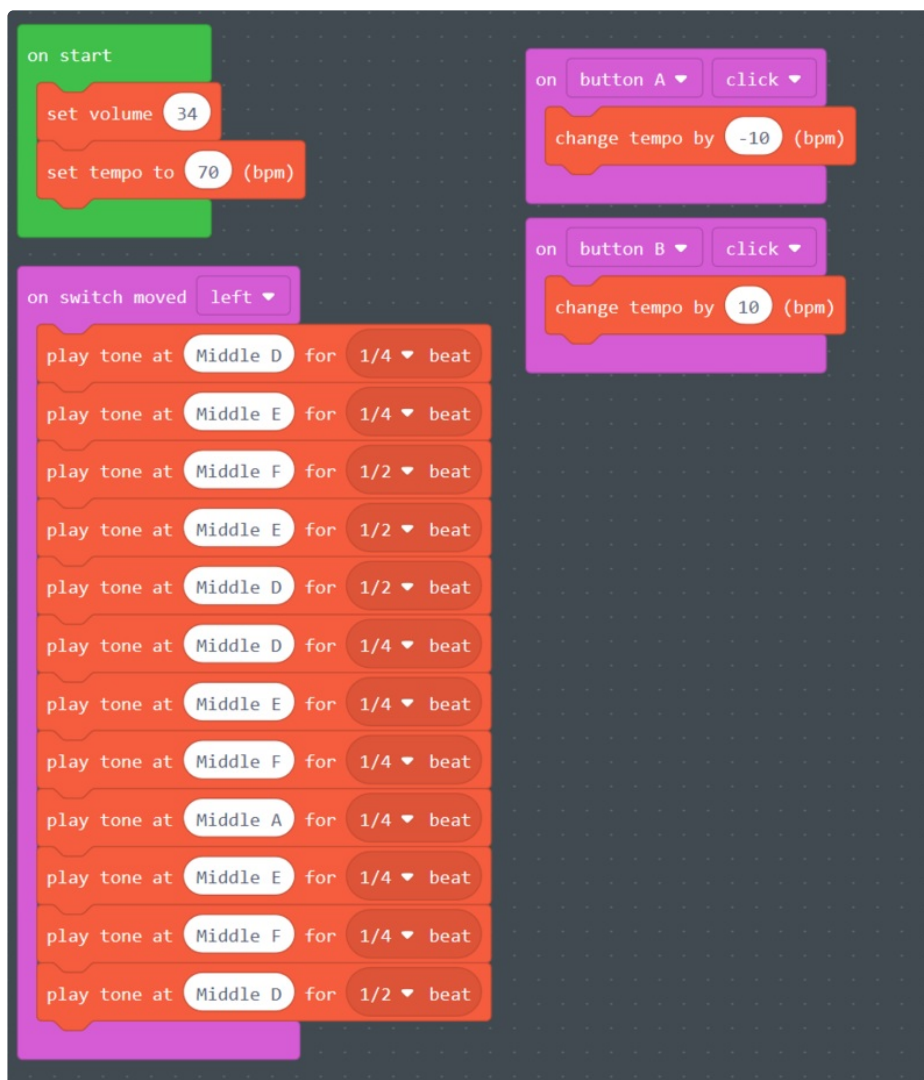 on start
set volume 34
set tempo to 70 (bpm)
on switch moved left
play tone at Middle D for 1/4 beat
play tone at Middle E for 1/4 beat
play tone at Middle F for 1/2 beat
play tone at Middle E for 1/2 beat
play tone at Middle D for 1/2 beat
play tone at Middle D for 1/4 beat
play tone at Middle E for 1/4 beat
play tone at Middle F for 1/4 beat
play tone at Middle A for 1/4 beat
play tone at Middle E for 1/4 beat
play tone at Middle F for 1/4 beat
play tone at Middle D for 1/2 beat
on button A click
change tempo by -10 (bpm)
on button B click
change tempo by 10 (bpm)